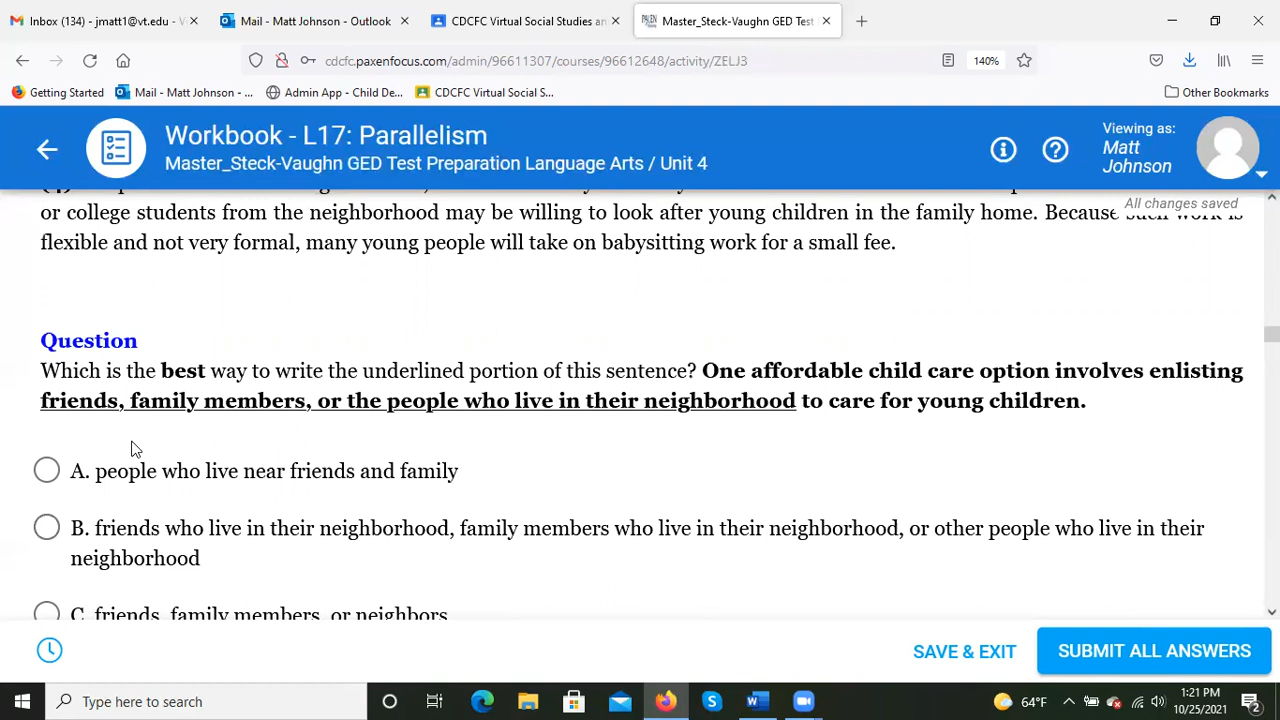 Inbox (134) - jmatt1@vt.edu - V
Mail - Matt Johnson - Outlook
CDCFC Virtual Social Studies an
Master_Steck-Vaughn GED Test
cdcfc.paxenfocus.com/admin/96611307/courses/96612648/activity/ZELJ3
140%
Getting Started
Mail - Matt Johnson - ...
Admin App - Child De...
CDCFC Virtual Social S...
Other Bookmarks
Workbook - L17: Parallelism
Master_Steck-Vaughn GED Test Preparation Language Arts / Unit 4
Viewing as:
Matt
Johnson
All changes saved
or college students from the neighborhood may be willing to look after young children in the family home. Because such work is
flexible and not very formal, many young people will take on babysitting work for a small fee.
Question
Which is the best way to write the underlined portion of this sentence? One affordable child care option involves enlisting
friends, family members, or the people who live in their neighborhood to care for young children.
A. people who live near friends and family
B. friends who live in their neighborhood, family members who live in their neighborhood, or other people who live in their
neighborhood
C. friends, family members, or neighbors
SAVE & EXIT
SUBMIT ALL ANSWERS
Type here to search
64°F
1:21 PM
10/25/2021
2